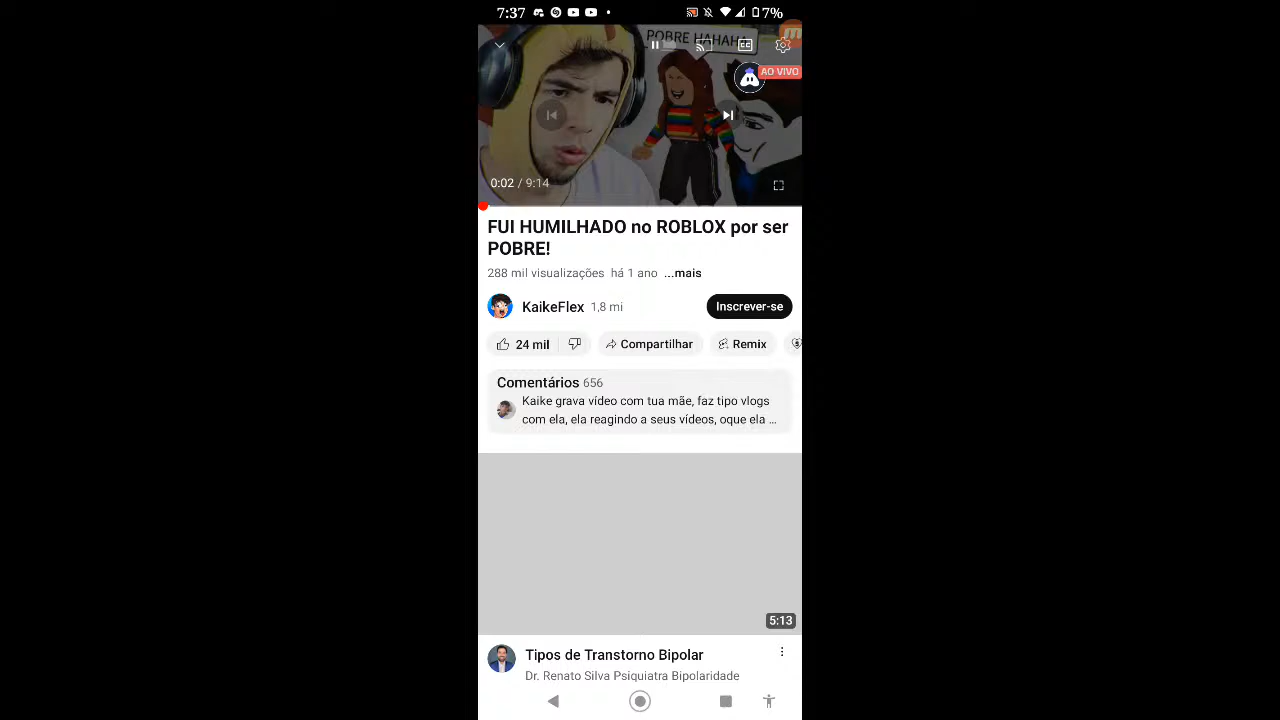 7:37
7%
POBRE HAHAH
AO VIVO
CC
0:02 / 9:14
FUI HUMILHADO no ROBLOX por ser
POBRE!
288 mil visualizações há 1 ano ...mais
KaikeFlex 1,8 mi
Inscrever-se
24 mil
Compartilhar
Remix
Comentários 656
Kaike grava vídeo com tua mãe, faz tipo vlogs
com ela, ela reagindo a seus vídeos, oque ela ...
5:13
Tipos de Transtorno Bipolar
Dr. Renato Silva Psiquiatra Bipolaridade